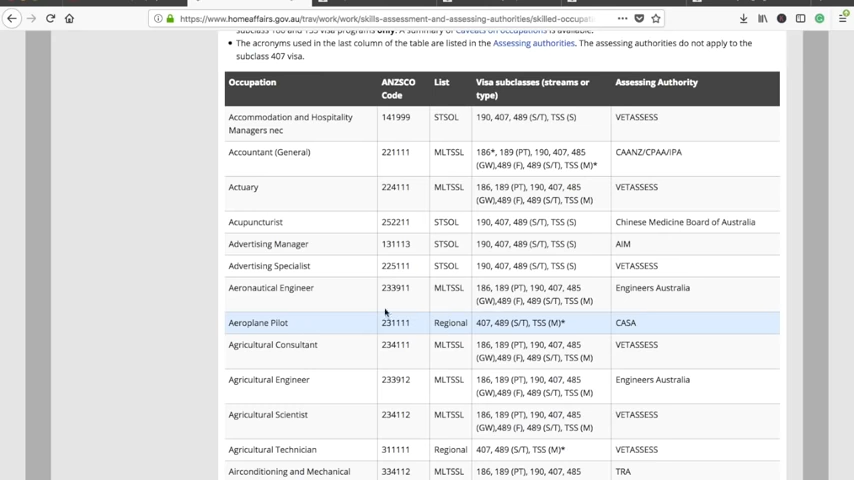 https://www.homeaffairs.gov.au/trav/work/work/skills-assessment-and-assessing-authorities/skilled-occupat
subclass 186 and TSS visa programs only. A summary of caveats on occupations is available.
The acronyms used in the last column of the table are listed in the Assessing authorities. The assessing authorities do not apply to the
subclass 407 visa.
Occupation ANZSCO Code List Visa subclasses (streams or type) Assessing Authority
Accommodation and Hospitality Managers nec 141999 STSOL 190, 407, 489 (S/T), TSS (S) VETASSESS
Accountant (General) 221111 MLTSSL 186*, 189 (PT), 190, 407, 485 (GW),489 (F), 489 (S/T), TSS (M)* CAANZ/CPAA/IPA
Actuary 224111 MLTSSL 186, 189 (PT), 190, 407, 485 (GW),489 (F), 489 (S/T), TSS (M) VETASSESS
Acupuncturist 252211 STSOL 190, 407, 489 (S/T), TSS (S) Chinese Medicine Board of Australia
Advertising Manager 131113 STSOL 190, 407, 489 (S/T), TSS (S) AIM
Advertising Specialist 225111 STSOL 190, 407, 489 (S/T), TSS (S) VETASSESS
Aeronautical Engineer 233911 MLTSSL 186, 189 (PT), 190, 407, 485 (GW),489 (F), 489 (S/T), TSS (M) Engineers Australia
Aeroplane Pilot 231111 Regional 407, 489 (S/T), TSS (M)* CASA
Agricultural Consultant 234111 MLTSSL 186, 189 (PT), 190, 407, 485 (GW),489 (F), 489 (S/T), TSS (M) VETASSESS
Agricultural Engineer 233912 MLTSSL 186, 189 (PT), 190, 407, 485 (GW),489 (F), 489 (S/T), TSS (M) Engineers Australia
Agricultural Scientist 234112 MLTSSL 186, 189 (PT), 190, 407, 485 (GW),489 (F), 489 (S/T), TSS (M) VETASSESS
Agricultural Technician 311111 Regional 407, 489 (S/T), TSS (M)* VETASSESS
Airconditioning and Mechanical 334112 MLTSSL 186, 189 (PT), 190, 407, 485 TRA